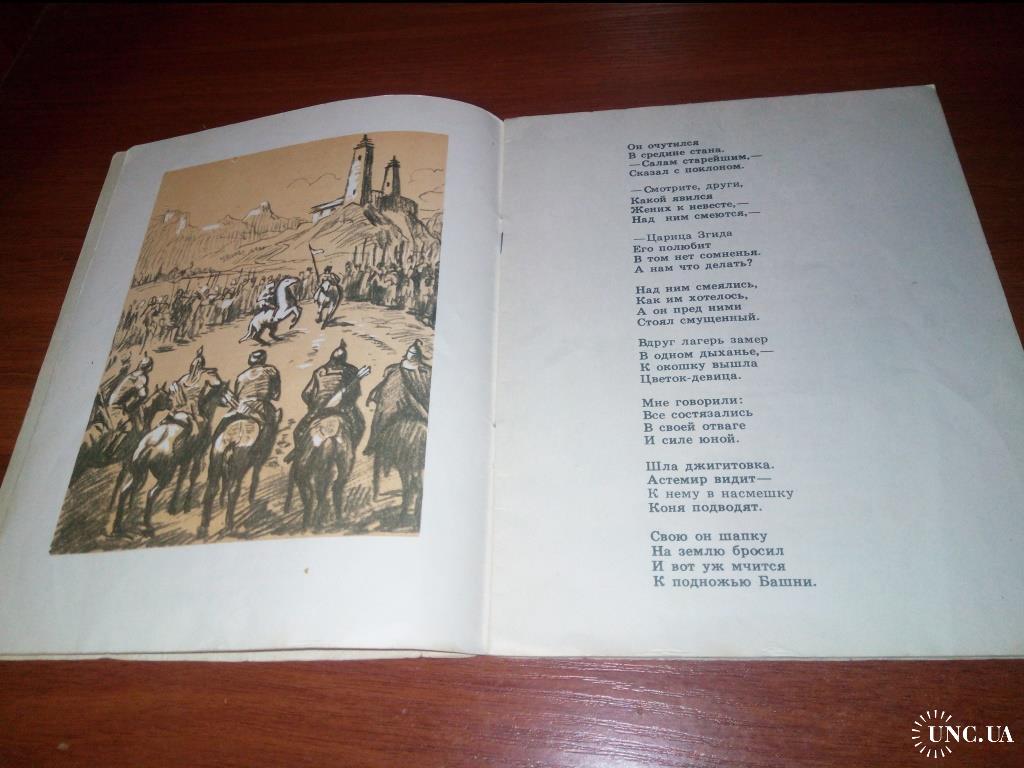 Он очутился
В средине стана.
—Салам старейшим,—
Сказал с поклоном.
—Смотрите, други,
Какой явился
Жених к невесте,—
Над ним смеются,—
—Царица Згида
Его полюбит
В том нет сомненья.
А нам что делать?
Над ним смеялись,
Как им хотелось,
А он пред ними
Стоял смущенный.
Вдруг лагерь замер
В одном дыханье,—
К окошку вышла
Цветок-девица.
Мне говорили:
Все состязались
В своей отваге
И силе юной.
Шла джигитовка.
Астемир видит—
К нему в насмешку
Коня подводят.
Свою он шапку
На землю бросил
И вот уж мчится
К подножью Башни.
UNC.UA